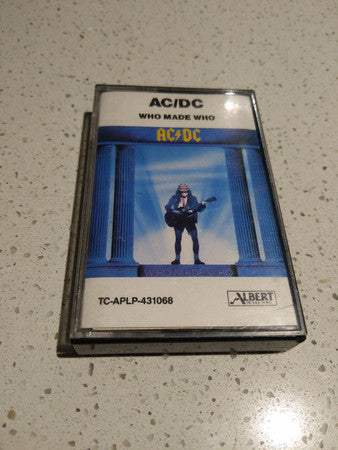 AC/DC
WHO MADE WHO
AC/DC
WHO MADE WHO
TC-APLP-431068
ALBERT